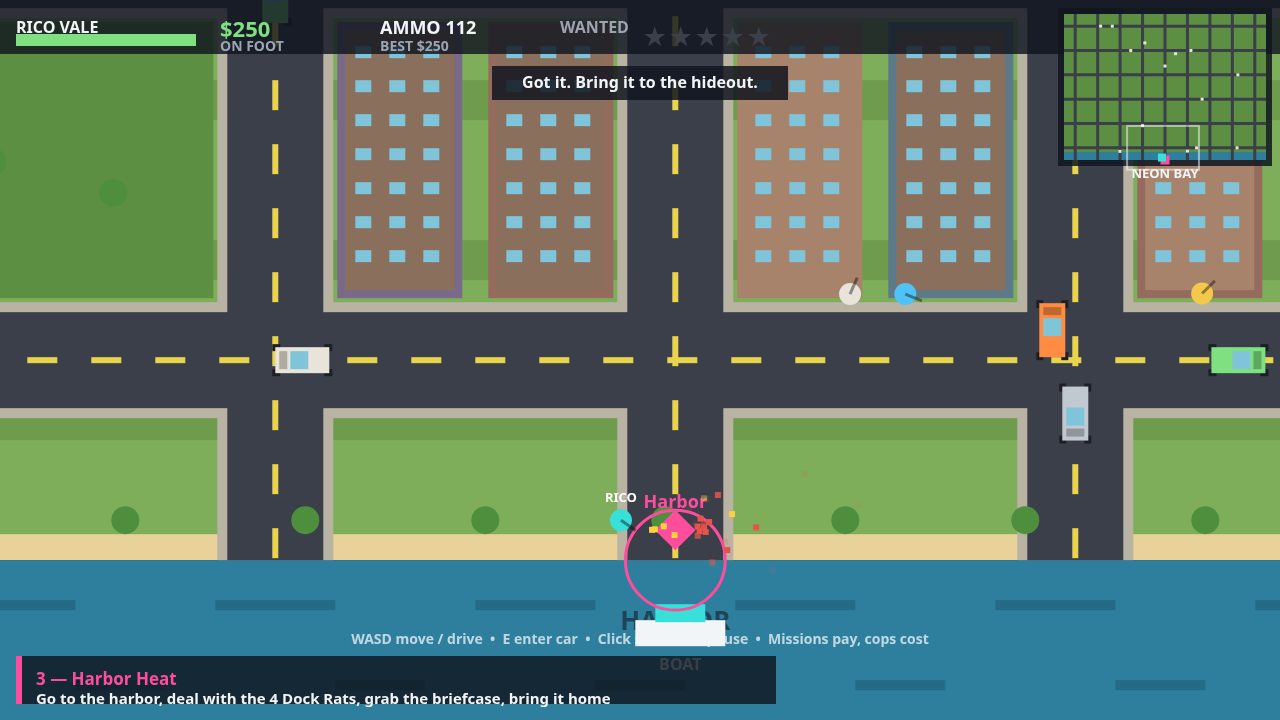 RICO VALE
$250
ON FOOT
AMMO 112
BEST $250
WANTED
Got it. Bring it to the hideout.
NEON BAY
RICO
Harbor
WASD move / drive • E enter car • Click use • Missions pay, cops cost
BOAT
3 — Harbor Heat
Go to the harbor, deal with the 4 Dock Rats, grab the briefcase, bring it home